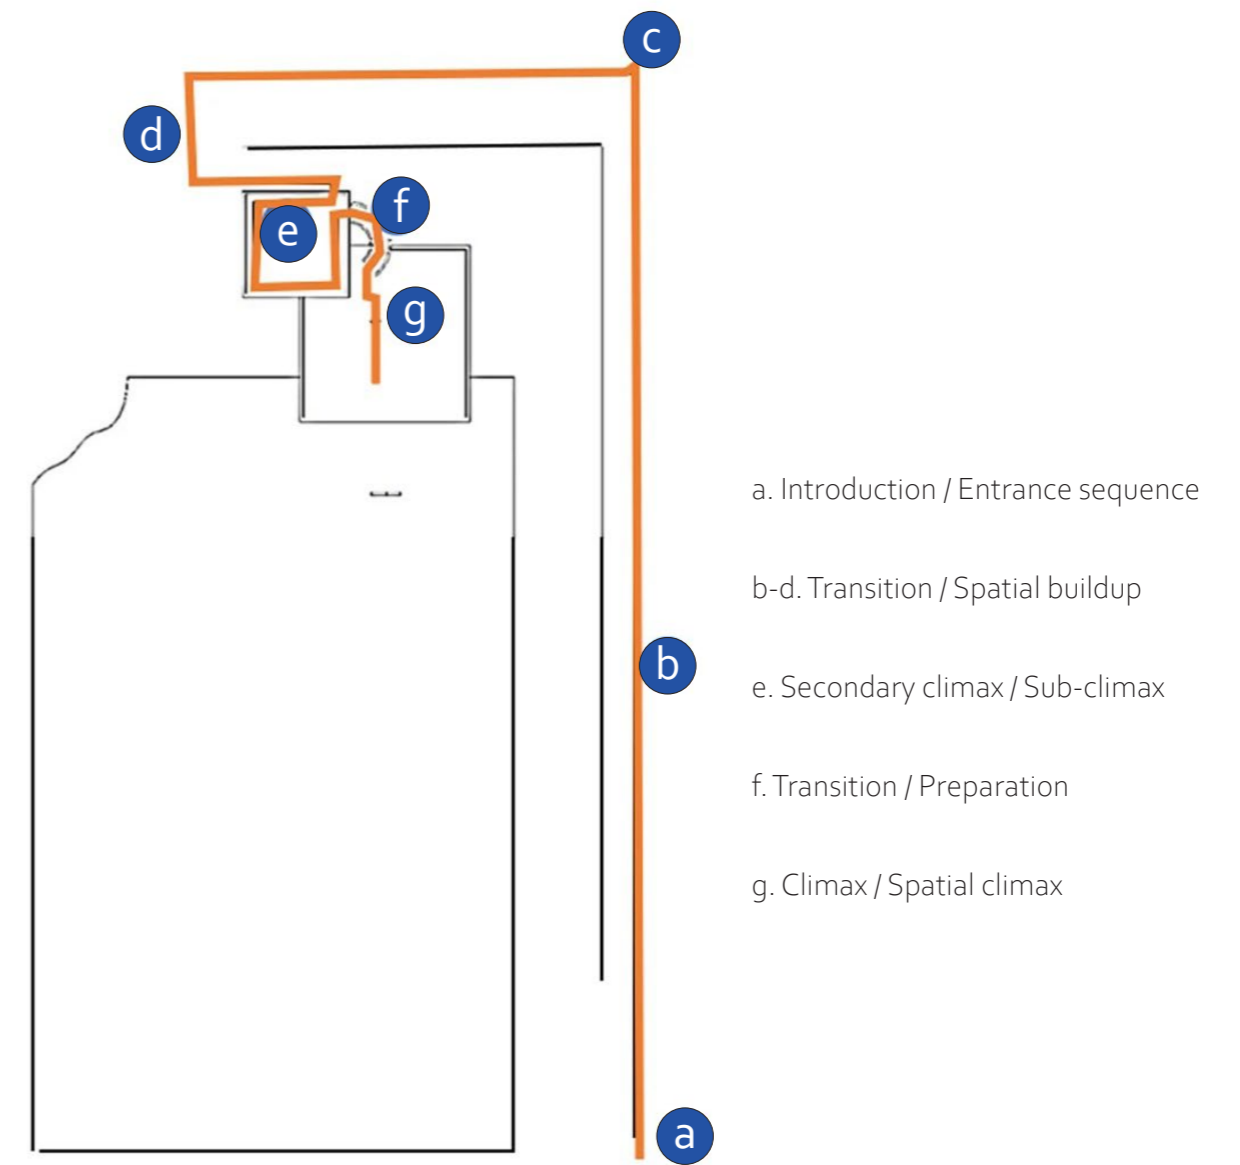 c
d
f
e
g
a. Introduction / Entrance sequence
b-d. Transition / Spatial buildup
b
e. Secondary climax / Sub-climax
f. Transition / Preparation
g. Climax / Spatial climax
a